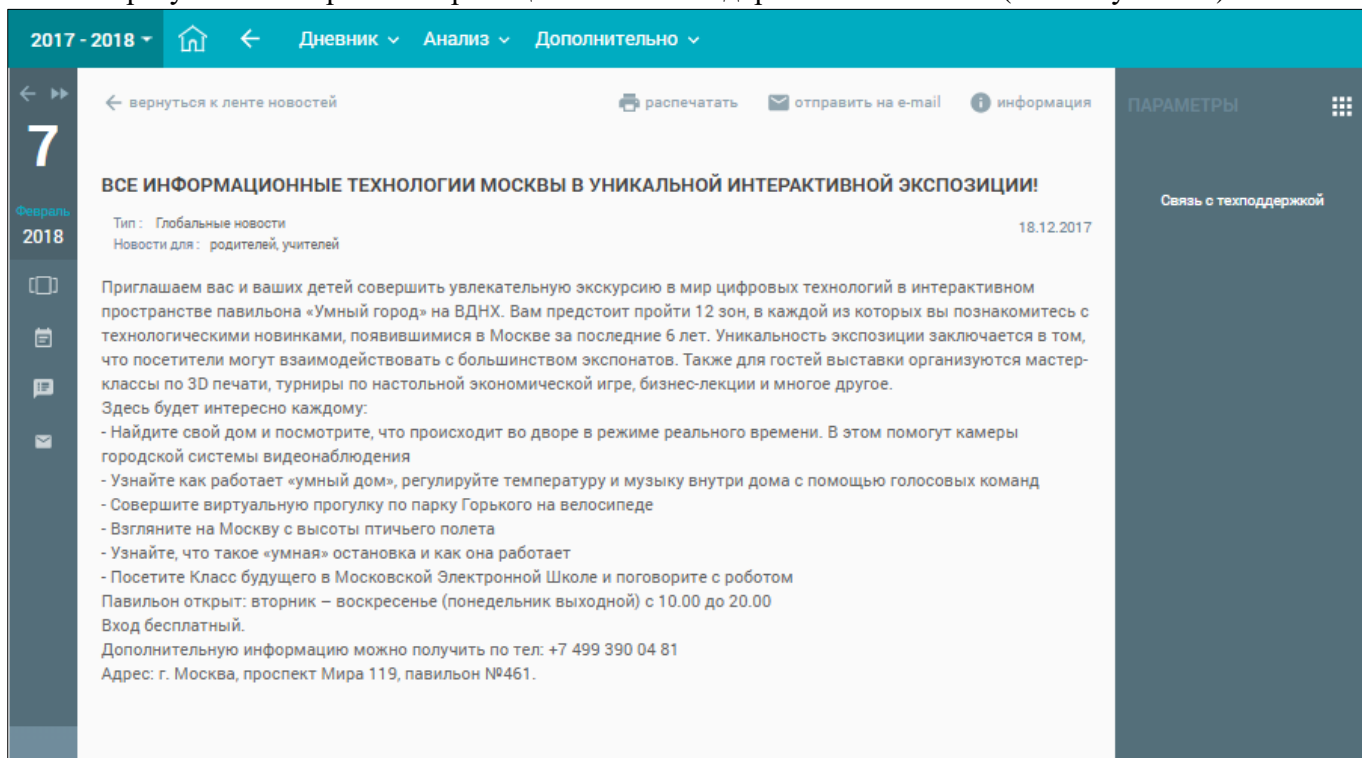 2017 - 2018
Дневник
Анализ
Дополнительно
7
Февраль
2018
вернуться к ленте новостей
распечатать
отправить на e-mail
информация
ПАРАМЕТРЫ
Связь с техподдержкой
ВСЕ ИНФОРМАЦИОННЫЕ ТЕХНОЛОГИИ МОСКВЫ В УНИКАЛЬНОЙ ИНТЕРАКТИВНОЙ ЭКСПОЗИЦИИ!
Тип : Глобальные новости
18.12.2017
Новости для : родителей, учителей
Приглашаем вас и ваших детей совершить увлекательную экскурсию в мир цифровых технологий в интерактивном
пространстве павильона «Умный город» на ВДНХ. Вам предстоит пройти 12 зон, в каждой из которых вы познакомитесь с
технологическими новинками, появившимися в Москве за последние 6 лет. Уникальность экспозиции заключается в том,
что посетители могут взаимодействовать с большинством экспонатов. Также для гостей выставки организуются мастер-
классы по 3D печати, турниры по настольной экономической игре, бизнес-лекции и многое другое.
Здесь будет интересно каждому:
- Найдите свой дом и посмотрите, что происходит во дворе в режиме реального времени. В этом помогут камеры
городской системы видеонаблюдения
- Узнайте как работает «умный дом», регулируйте температуру и музыку внутри дома с помощью голосовых команд
- Совершите виртуальную прогулку по парку Горького на велосипеде
- Взгляните на Москву с высоты птичьего полета
- Узнайте, что такое «умная» остановка и как она работает
- Посетите Класс будущего в Московской Электронной Школе и поговорите с роботом
Павильон открыт: вторник – воскресенье (понедельник выходной) с 10.00 до 20.00
Вход бесплатный.
Дополнительную информацию можно получить по тел: +7 499 390 04 81
Адрес: г. Москва, проспект Мира 119, павильон №461.